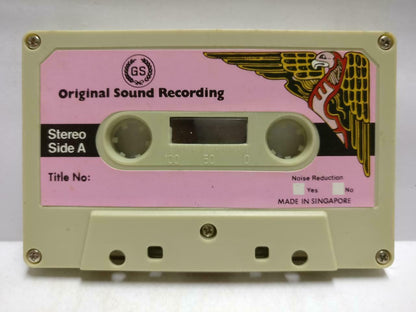 GS
Original Sound Recording
Stereo
Side A
100 50 0
Title No:
Noise Reduction
Yes No
MADE IN SINGAPORE